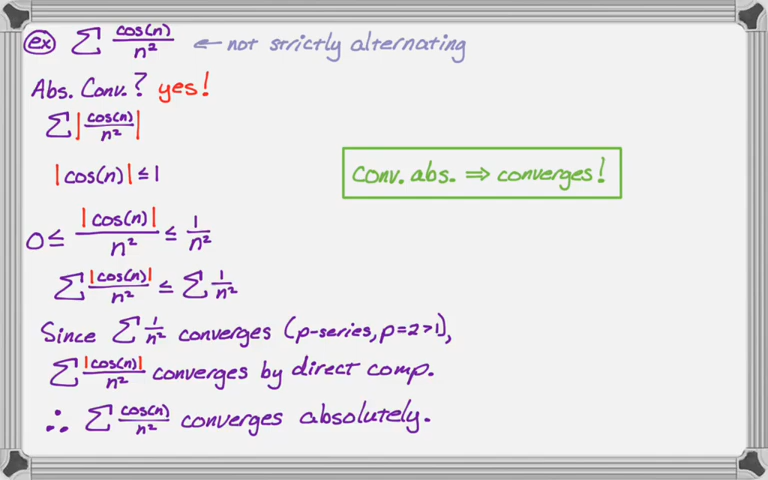 ex ∑ cos(n)/n² ← not strictly alternating
Abs. Conv.? yes!
∑ |cos(n)/n²|
|cos(n)| ≤ 1
conv. abs. ⇒ converges!
0 ≤ |cos(n)|/n² ≤ 1/n²
∑ |cos(n)|/n² ≤ ∑ 1/n²
Since ∑ 1/n² converges (p-series, p=2>1),
∑ |cos(n)|/n² converges by direct comp.
∴ ∑ cos(n)/n² converges absolutely.